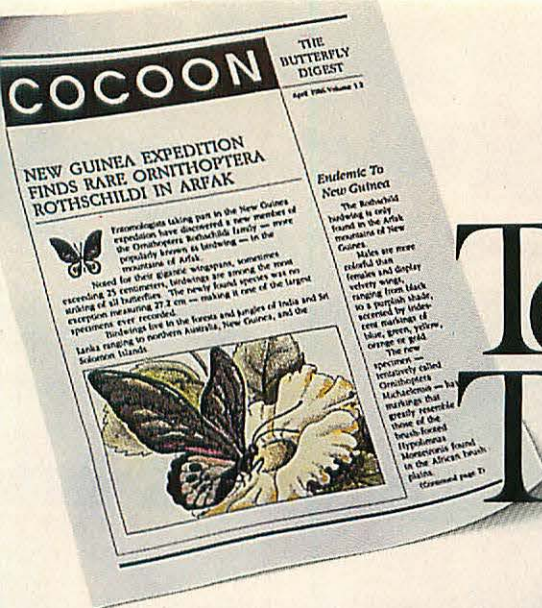 COCOON
THE
BUTTERFLY
DIGEST
April 1986 Volume 12
NEW GUINEA EXPEDITION
FINDS RARE ORNITHOPTERA
ROTHSCHILDI IN ARFAK
Entomologists taking part in the New Guinea
expedition have discovered a new member of
the Ornithoptera Rothschildi family — more
popularly known as birdwing — in the
mountains of Arfak.
Noted for their gigantic wingspans, sometimes
exceeding 25 centimeters, birdwings are among the most
striking of all butterflies. The newly found species was no
exception measuring 27.2 cm — making it one of the largest
specimens ever recorded.
Birdwings live in the forests and jungles of India and Sri
Lanka ranging to northern Australia, New Guinea, and the
Solomon Islands
Endemic To
New Guinea
The Rothschild
birdwing is only
found in the Arfak
mountains of New
Guinea.
Males are more
colorful than
females and display
velvety wings,
ranging from black
to a purplish shade,
accented by
markings of
blue, green, yellow,
orange or gold.
The new
specimen —
tentatively called
Ornithoptera
markings that
greatly resemble
those of the
brush-footed
Hypolimnas
found
in the African brush
plains.
(Continued page 7)